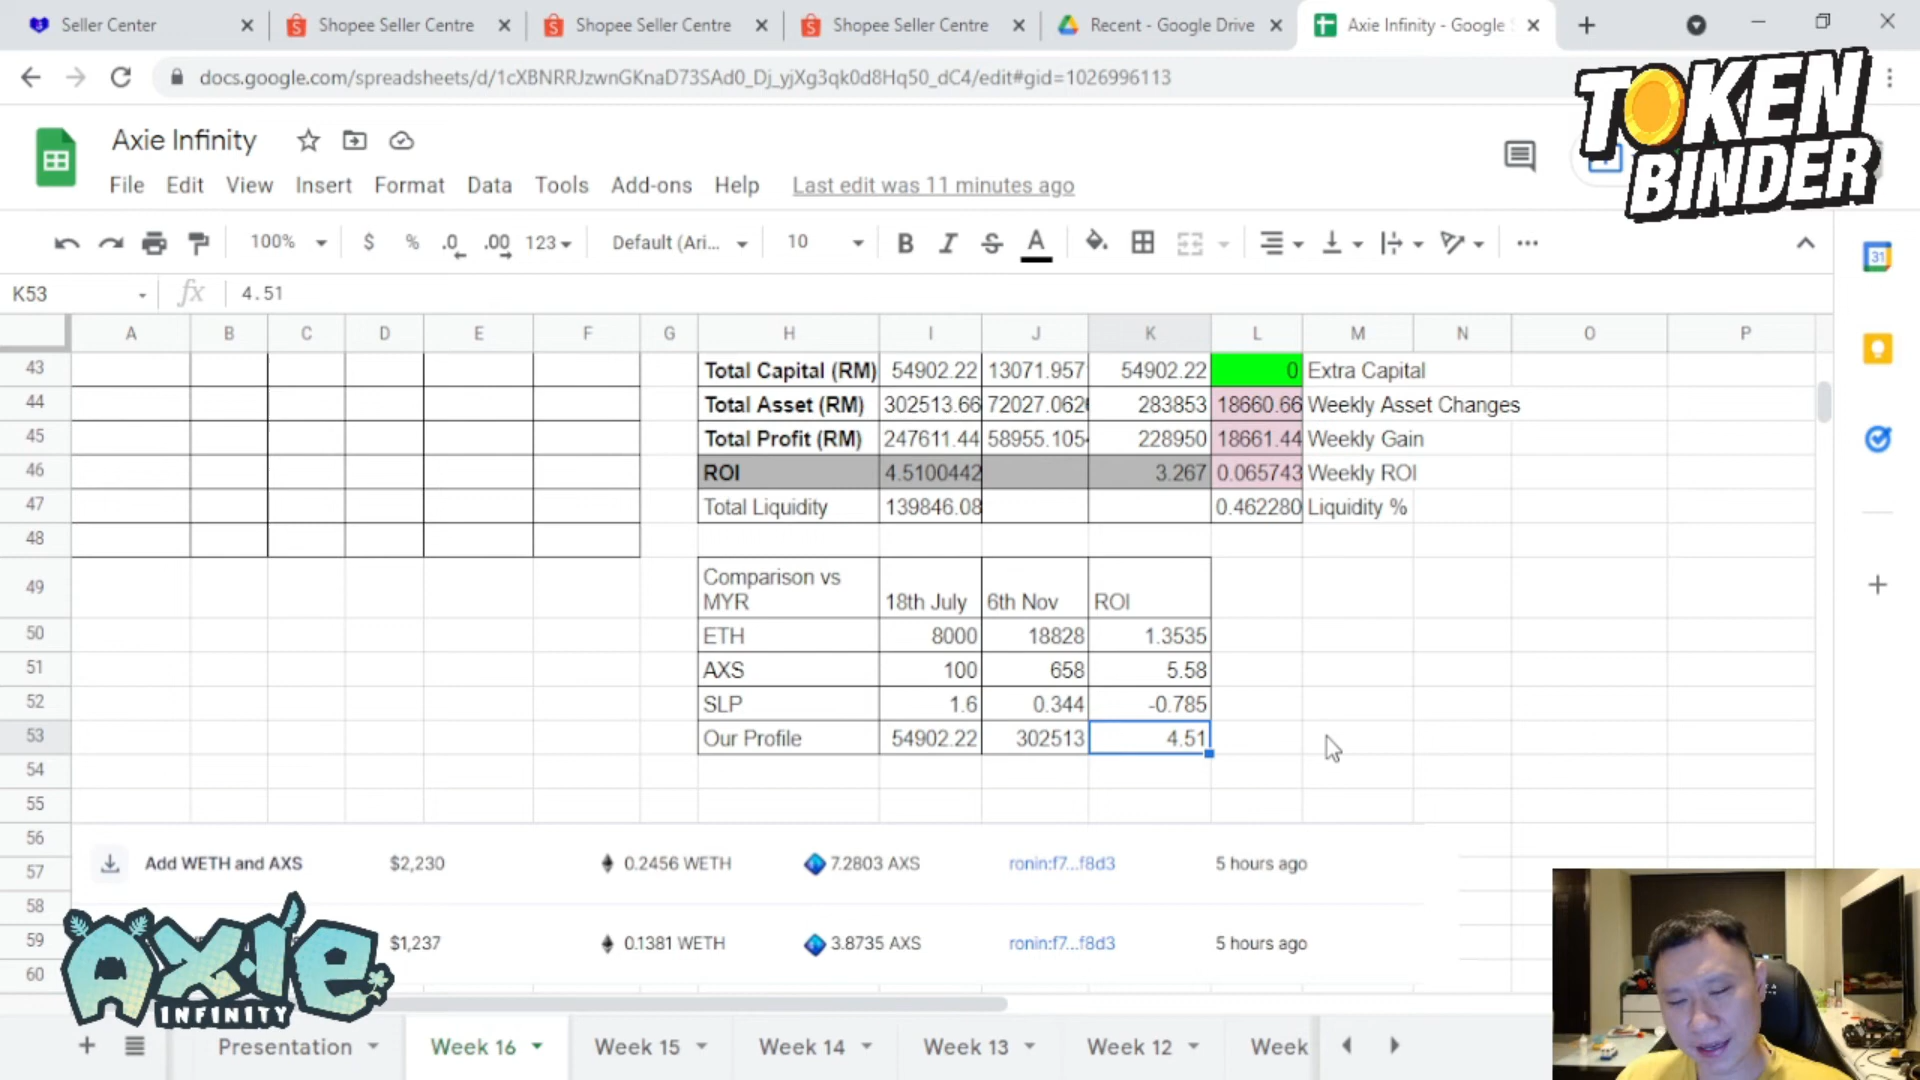 Seller Center
Shopee Seller Centre
Shopee Seller Centre
Shopee Seller Centre
Recent - Google Drive
Axie Infinity - Google
docs.google.com/spreadsheets/d/1cXBNRRJzwnGKnaD73SAd0_Dj_yjXg3qk0d8Hq50_dC4/edit#gid=1026996113
TOKEN
BINDER
Axie Infinity
File Edit View Insert Format Data Tools Add-ons Help Last edit was 11 minutes ago
100% $ % .0 .00 123 Default (Ari... 10 B I S A
31
K53 fx 4.51
A B C D E F G H I J K L M N O P
43 Total Capital (RM) 54902.22 13071.957 54902.22 0 Extra Capital
44 Total Asset (RM) 302513.66 72027.062 283853 18660.66 Weekly Asset Changes
45 Total Profit (RM) 247611.44 58955.105 228950 18661.44 Weekly Gain
46 ROI 4.5100442 3.267 0.065743 Weekly ROI
47 Total Liquidity 139846.08 0.462280 Liquidity %
48
49 Comparison vs MYR 18th July 6th Nov ROI
50 ETH 8000 18828 1.3535
51 AXS 100 658 5.58
52 SLP 1.6 0.344 -0.785
53 Our Profile 54902.22 302513 4.51
54
55
56
57 Add WETH and AXS $2,230 0.2456 WETH 7.2803 AXS ronin:f7...f8d3 5 hours ago
58
59 $1,237 0.1381 WETH 3.8735 AXS ronin:f7...f8d3 5 hours ago
60
Axie
INFINITY
Presentation Week 16 Week 15 Week 14 Week 13 Week 12 Week